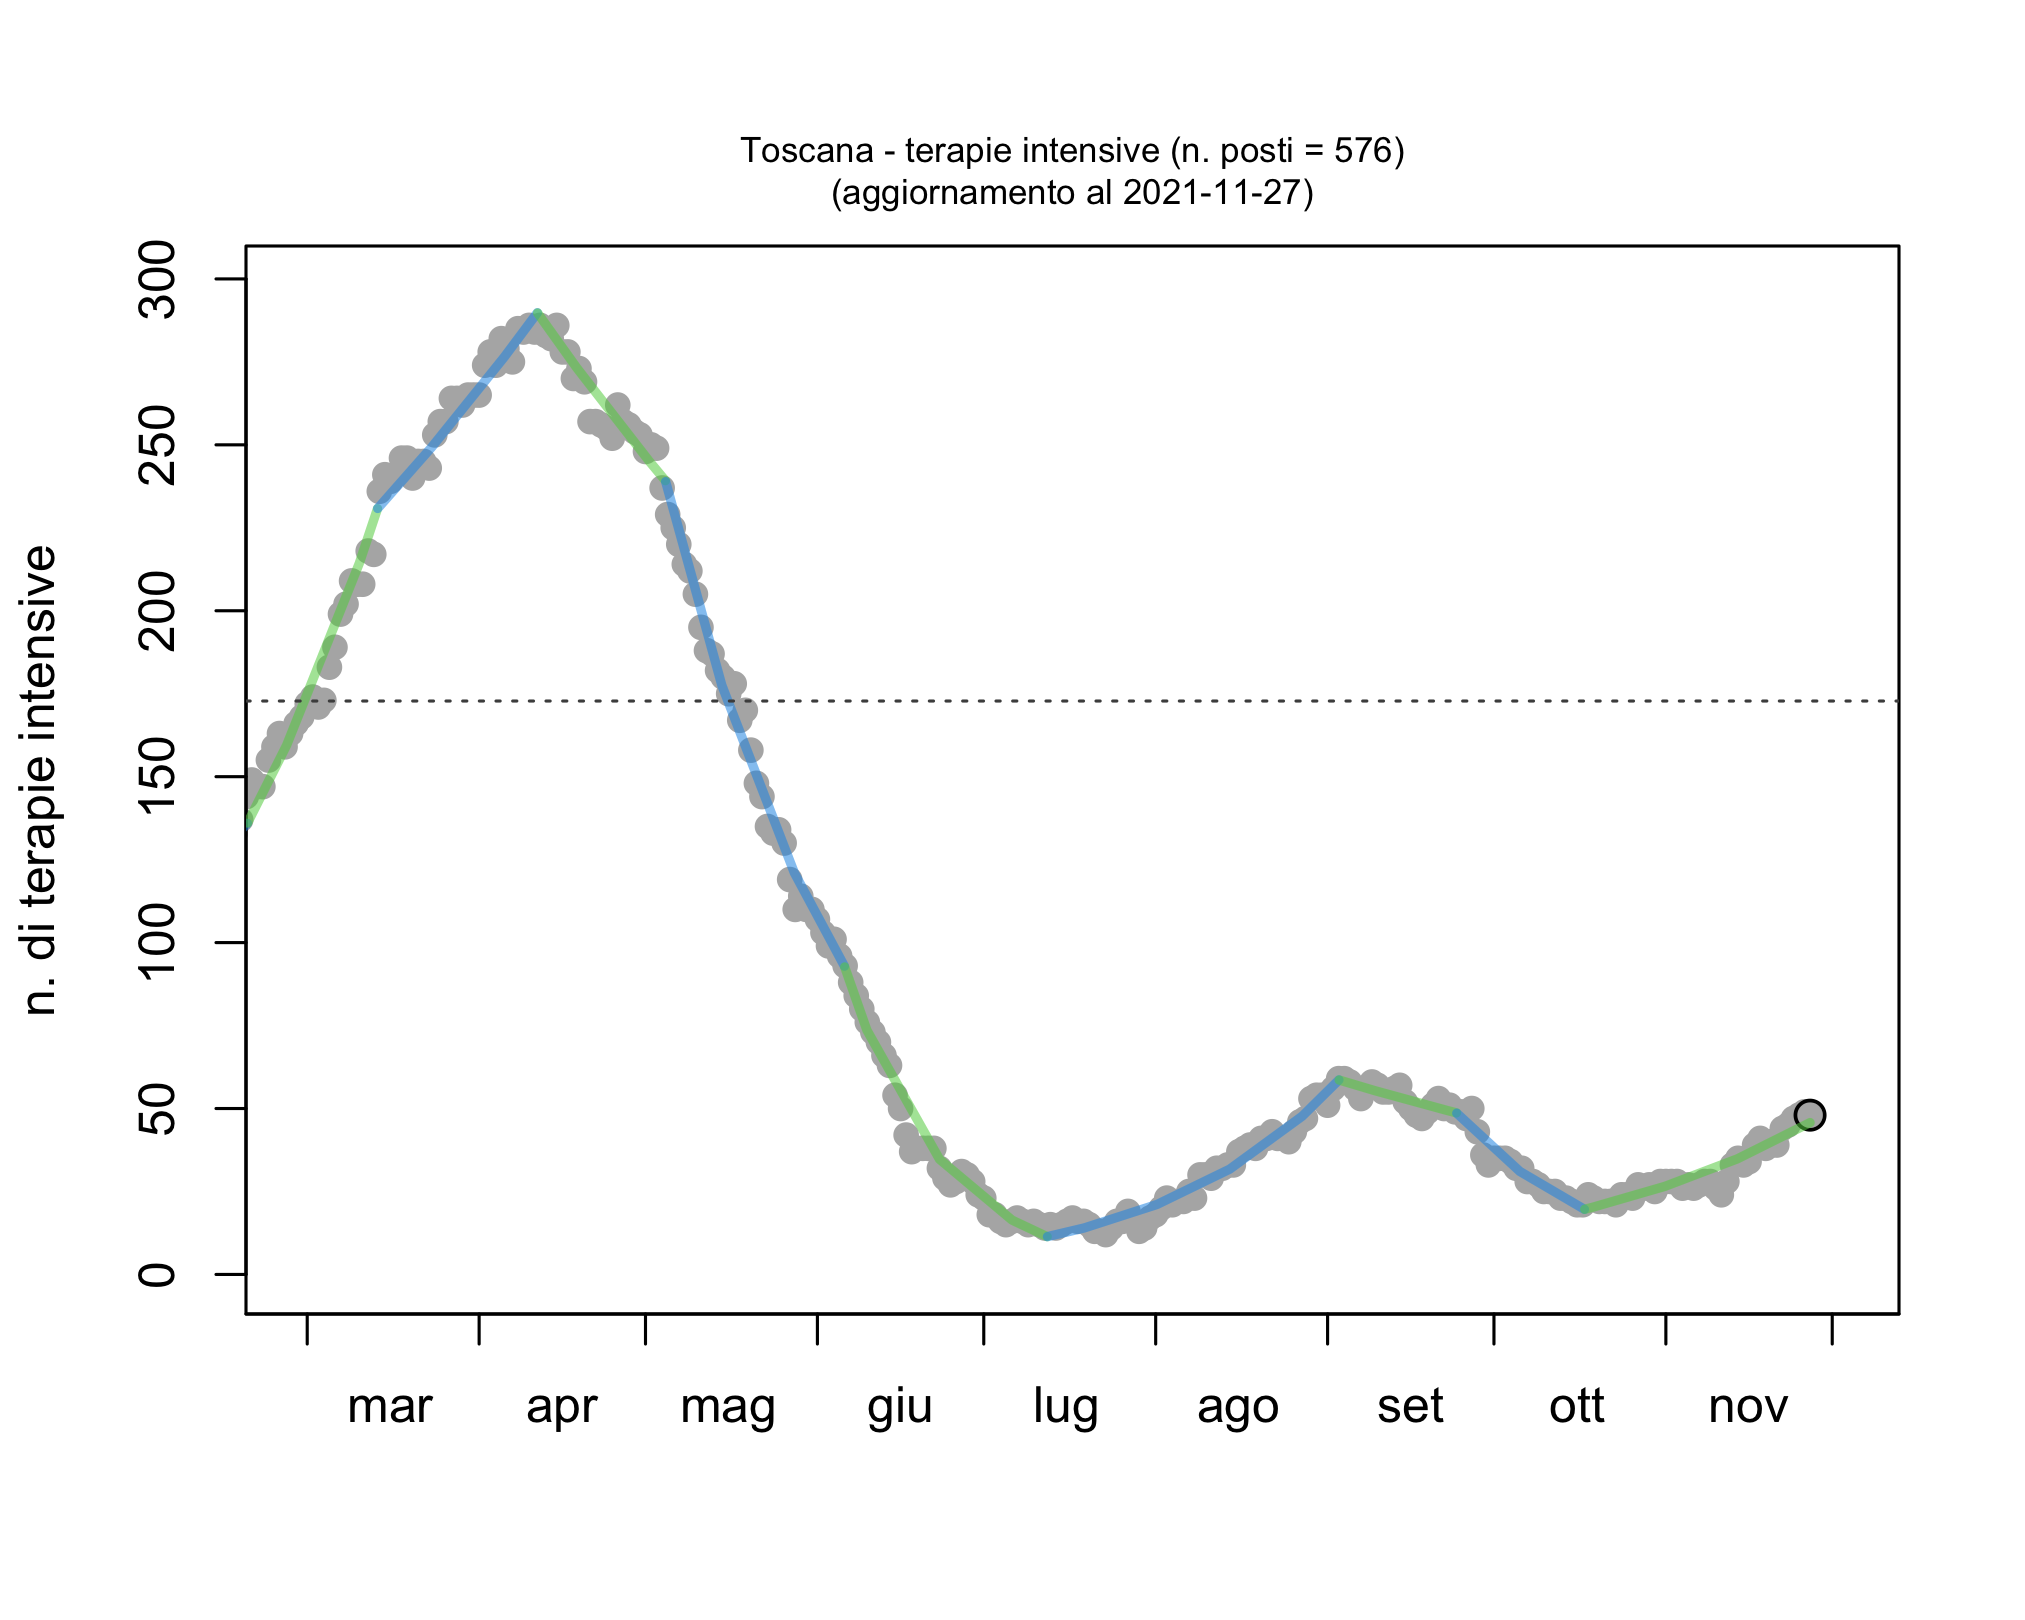 Toscana - terapie intensive (n. posti = 576)
(aggiornamento al 2021-11-27)
n. di terapie intensive
300
250
200
150
100
50
0
mar apr mag giu lug ago set ott nov